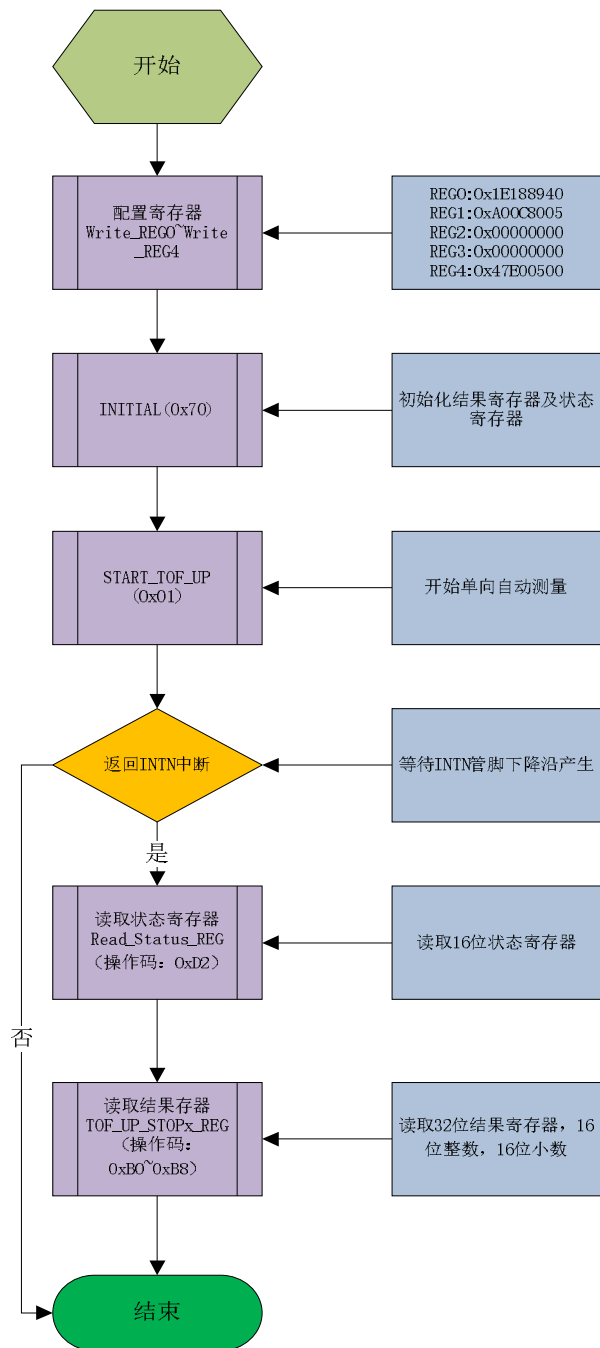 开始
配置寄存器
Write_REG0~Write
_REG4
REG0:0x1E188940
REG1:0xA00C8005
REG2:0x00000000
REG3:0x00000000
REG4:0x47E00500
INITIAL(0x70)
初始化结果寄存器及状态
寄存器
START_TOF_UP
(0x01)
开始单向自动测量
返回INTN中断
等待INTN管脚下降沿产生
是
读取状态寄存器
Read_Status_REG
（操作码：0xD2）
读取16位状态寄存器
否
读取结果存器
TOF_UP_STOPx_REG
（操作码：
0xB0~0xB8）
读取32位结果寄存器，16
位整数，16位小数
结束